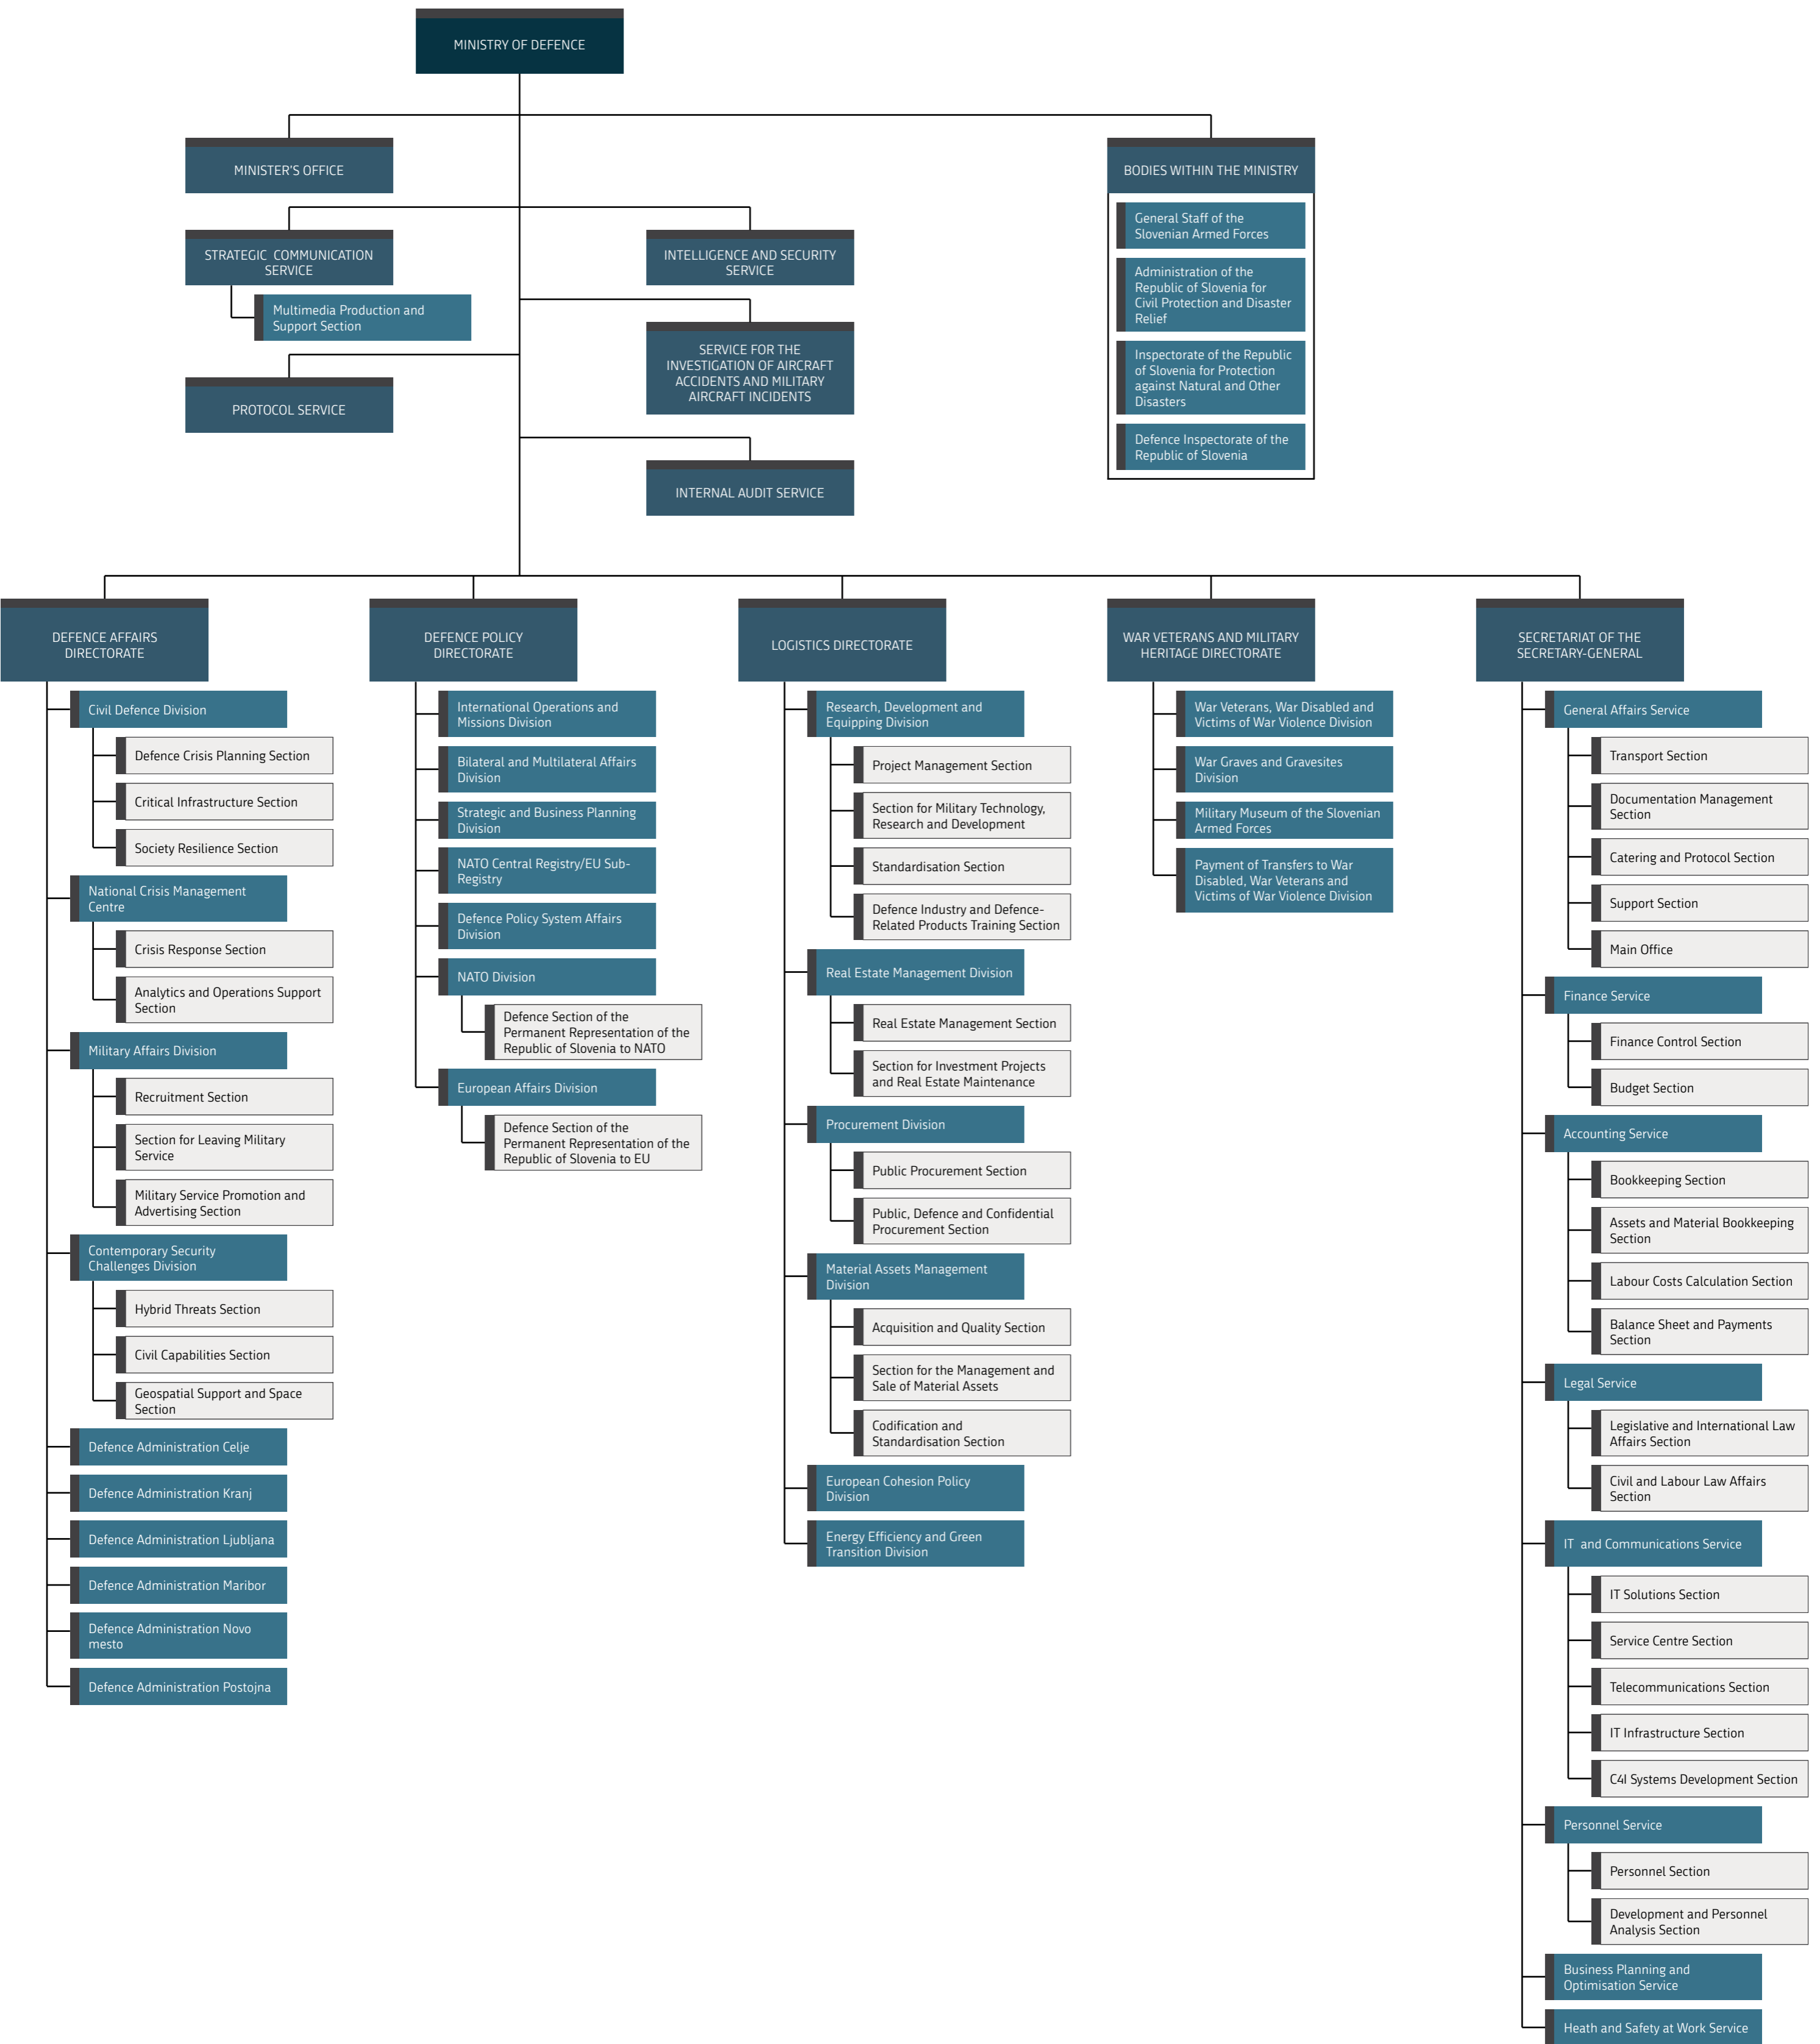 MINISTRY OF DEFENCE
MINISTER'S OFFICE
BODIES WITHIN THE MINISTRY
General Staff of the
Slovenian Armed Forces
Administration of the
Republic of Slovenia for
Civil Protection and Disaster
Relief
Inspectorate of the Republic
of Slovenia for Protection
against Natural and Other
Disasters
Defence Inspectorate of the
Republic of Slovenia
STRATEGIC COMMUNICATION
SERVICE
Multimedia Production and
Support Section
INTELLIGENCE AND SECURITY
SERVICE
SERVICE FOR THE
INVESTIGATION OF AIRCRAFT
ACCIDENTS AND MILITARY
AIRCRAFT INCIDENTS
PROTOCOL SERVICE
INTERNAL AUDIT SERVICE
DEFENCE AFFAIRS
DIRECTORATE
Civil Defence Division
Defence Crisis Planning Section
Critical Infrastructure Section
Society Resilience Section
National Crisis Management
Centre
Crisis Response Section
Analytics and Operations Support
Section
Military Affairs Division
Recruitment Section
Section for Leaving Military
Service
Military Service Promotion and
Advertising Section
Contemporary Security
Challenges Division
Hybrid Threats Section
Civil Capabilities Section
Geospatial Support and Space
Section
Defence Administration Celje
Defence Administration Kranj
Defence Administration Ljubljana
Defence Administration Maribor
Defence Administration Novo
mesto
Defence Administration Postojna
DEFENCE POLICY
DIRECTORATE
International Operations and
Missions Division
Bilateral and Multilateral Affairs
Division
Strategic and Business Planning
Division
NATO Central Registry/EU Sub-
Registry
Defence Policy System Affairs
Division
NATO Division
Defence Section of the
Permanent Representation of the
Republic of Slovenia to NATO
European Affairs Division
Defence Section of the
Permanent Representation of the
Republic of Slovenia to EU
LOGISTICS DIRECTORATE
Research, Development and
Equipping Division
Project Management Section
Section for Military Technology,
Research and Development
Standardisation Section
Defence Industry and Defence-
Related Products Training Section
Real Estate Management Division
Real Estate Management Section
Section for Investment Projects
and Real Estate Maintenance
Procurement Division
Public Procurement Section
Public, Defence and Confidential
Procurement Section
Material Assets Management
Division
Acquisition and Quality Section
Section for the Management and
Sale of Material Assets
Codification and
Standardisation Section
European Cohesion Policy
Division
Energy Efficiency and Green
Transition Division
WAR VETERANS AND MILITARY
HERITAGE DIRECTORATE
War Veterans, War Disabled and
Victims of War Violence Division
War Graves and Gravesites
Division
Military Museum of the Slovenian
Armed Forces
Payment of Transfers to War
Disabled, War Veterans and
Victims of War Violence Division
SECRETARIAT OF THE
SECRETARY-GENERAL
General Affairs Service
Transport Section
Documentation Management
Section
Catering and Protocol Section
Support Section
Main Office
Finance Service
Finance Control Section
Budget Section
Accounting Service
Bookkeeping Section
Assets and Material Bookkeeping
Section
Labour Costs Calculation Section
Balance Sheet and Payments
Section
Legal Service
Legislative and International Law
Affairs Section
Civil and Labour Law Affairs
Section
IT and Communications Service
IT Solutions Section
Service Centre Section
Telecommunications Section
IT Infrastructure Section
C4I Systems Development Section
Personnel Service
Personnel Section
Development and Personnel
Analysis Section
Business Planning and
Optimisation Service
Heath and Safety at Work Service